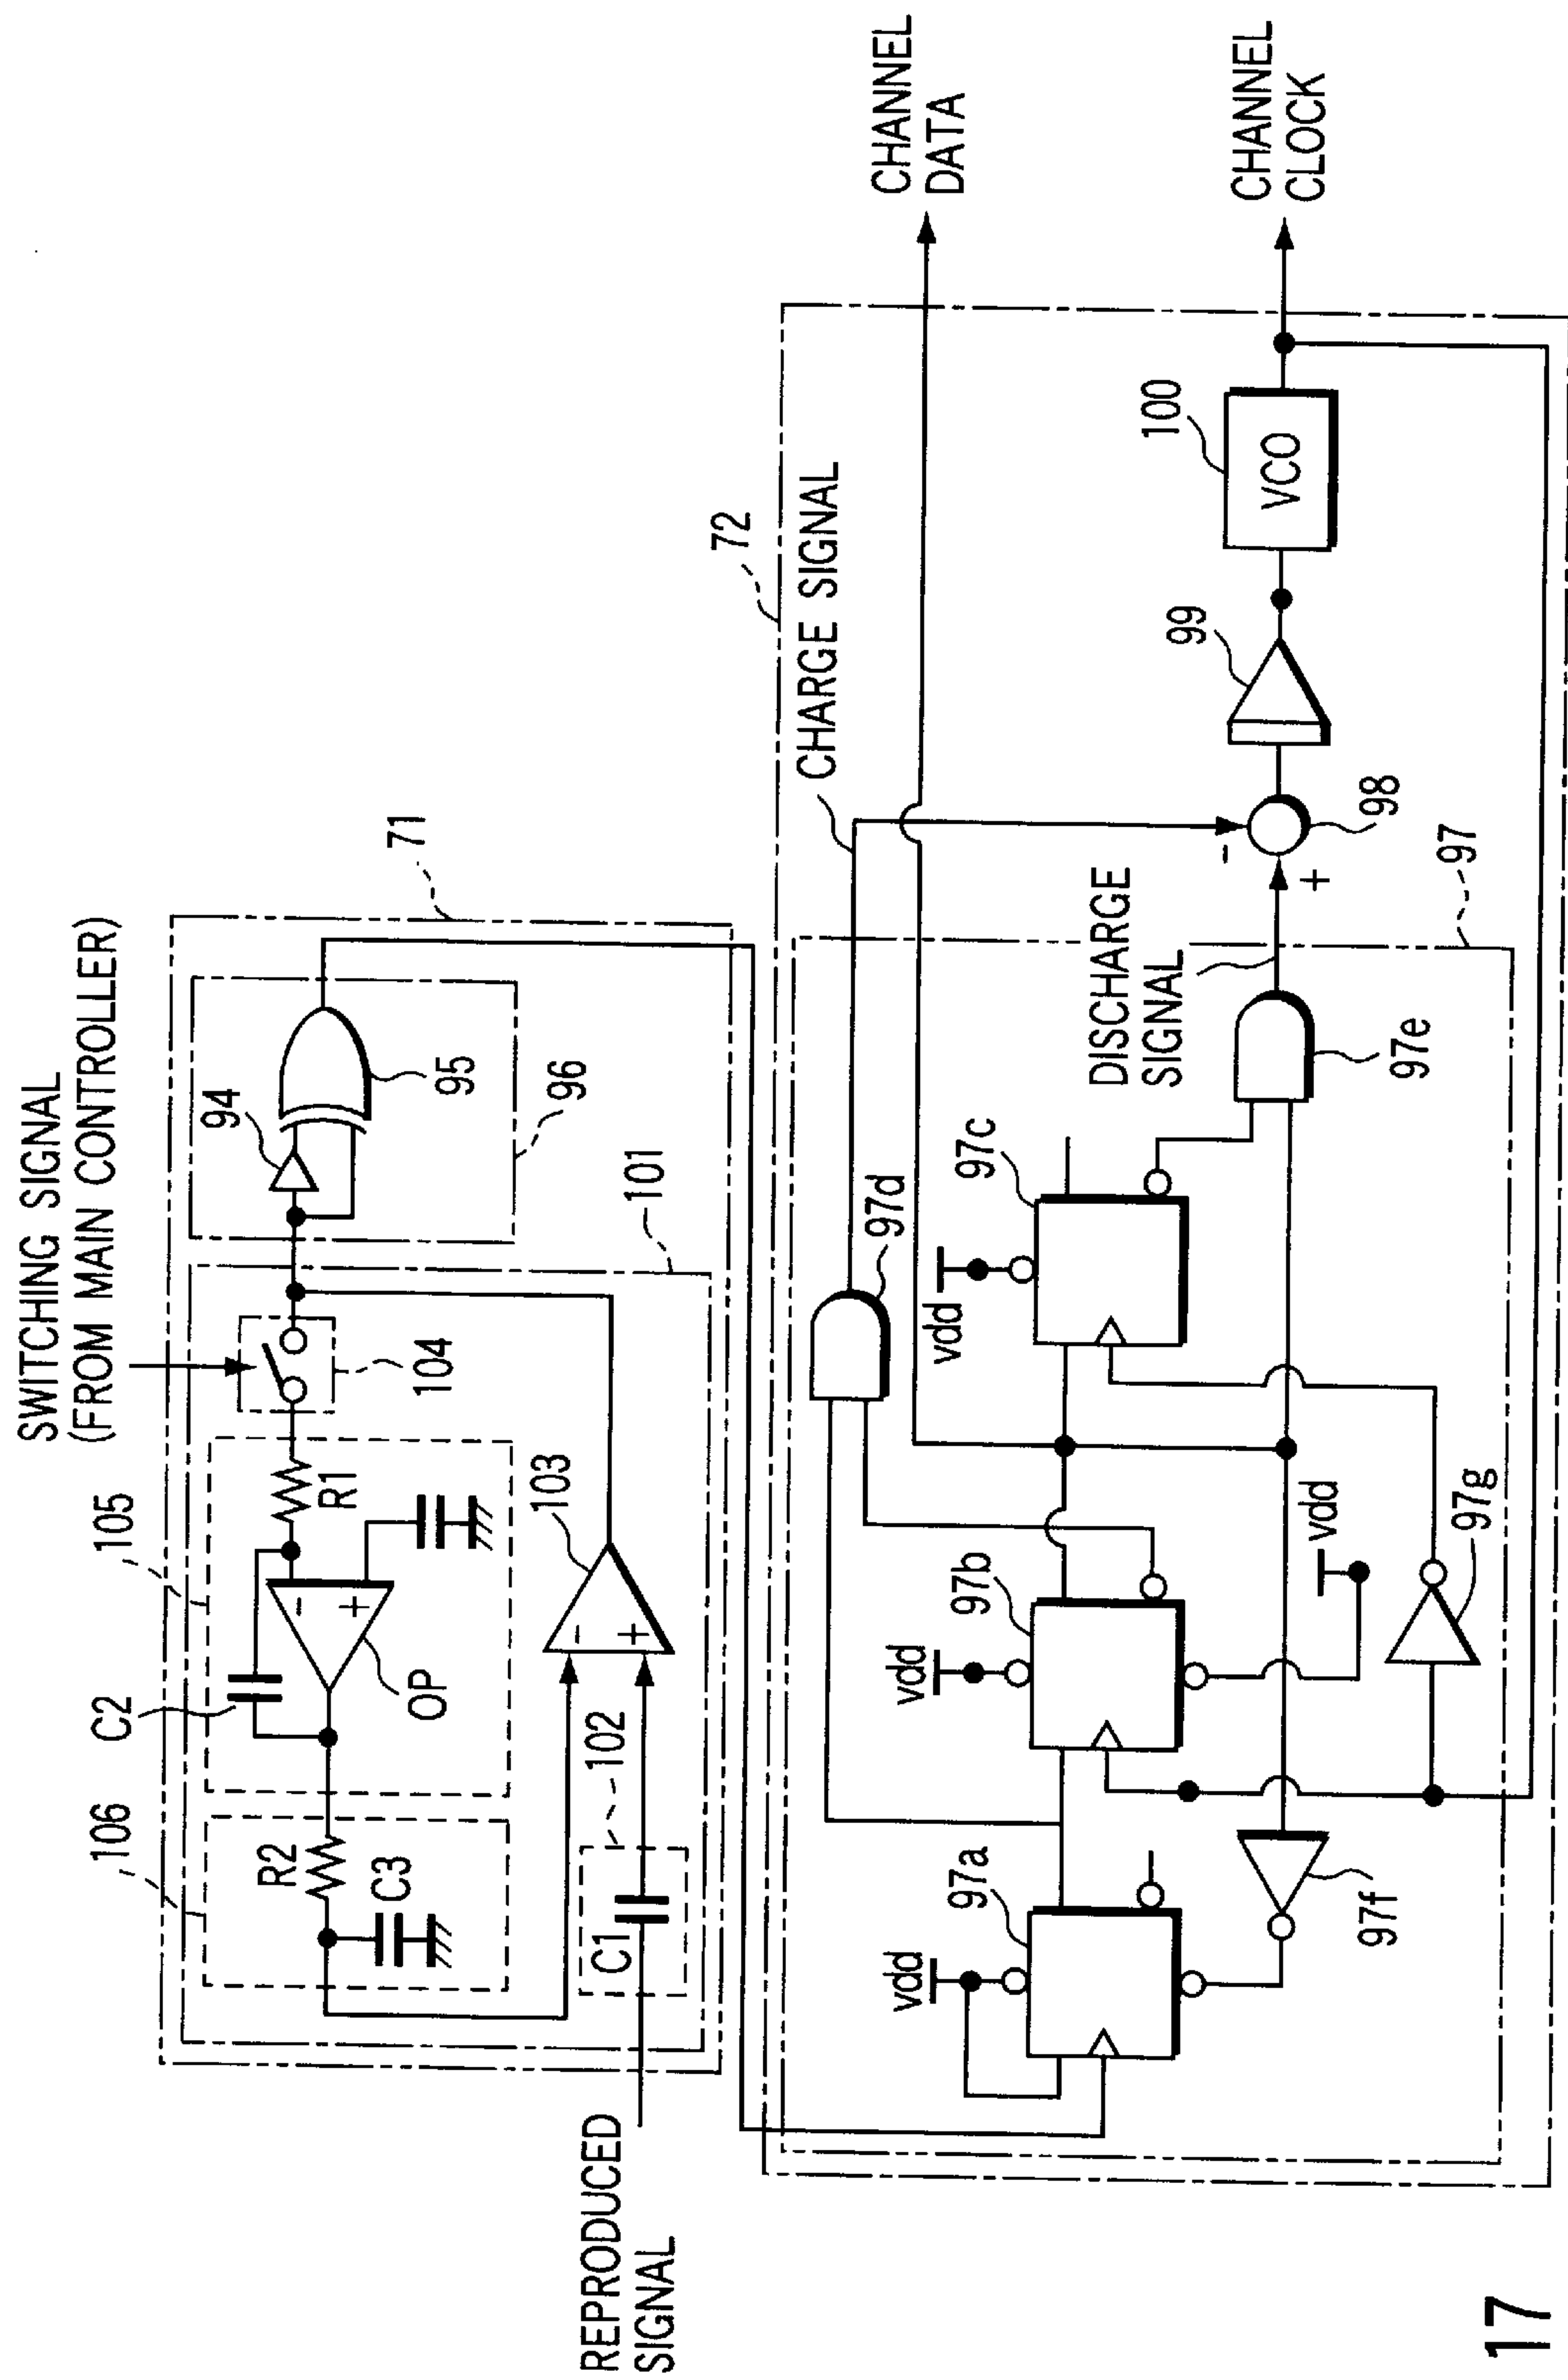 SWITCHING SIGNAL
(FROM MAIN CONTROLLER)
106
105
104
94
95
96
71
101
R2
C3
C2
OP
R1
103
102
C1
REPRODUCED
SIGNAL
72
CHARGE SIGNAL
CHANNEL
DATA
CHANNEL
CLOCK
vdd
97a
vdd
97b
vdd
97c
97d
DISCHARGE
SIGNAL
97e
97f
97g
vdd
97
98
99
100
VCO
-
+
-
+
-
+
17